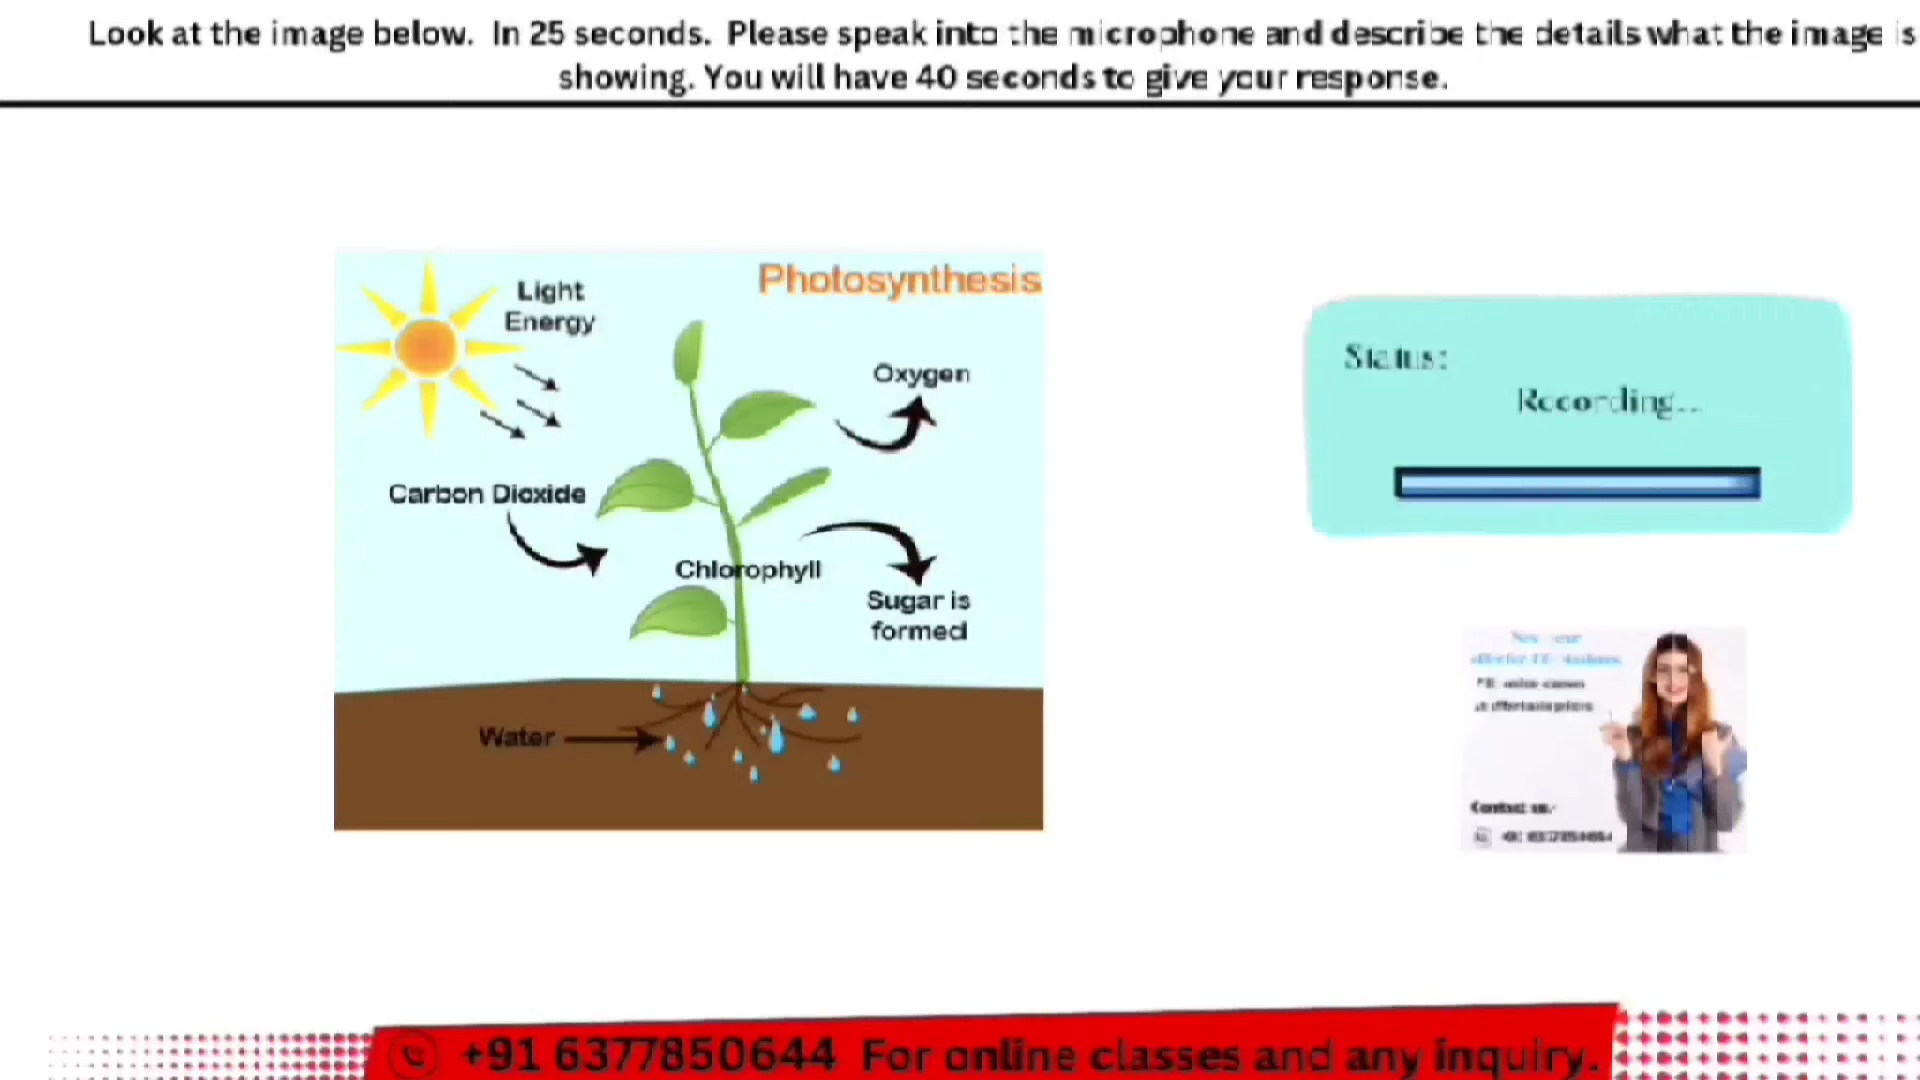 Look at the image below. In 25 seconds. Please speak into the microphone and describe the details what the image is
showing. You will have 40 seconds to give your response.
Photosynthesis
Light
Energy
Oxygen
Carbon Dioxide
Chlorophyll
Sugar is
formed
Water
Status:
Recording...
Contact us:-
+91 6377850644 For online classes and any inquiry.